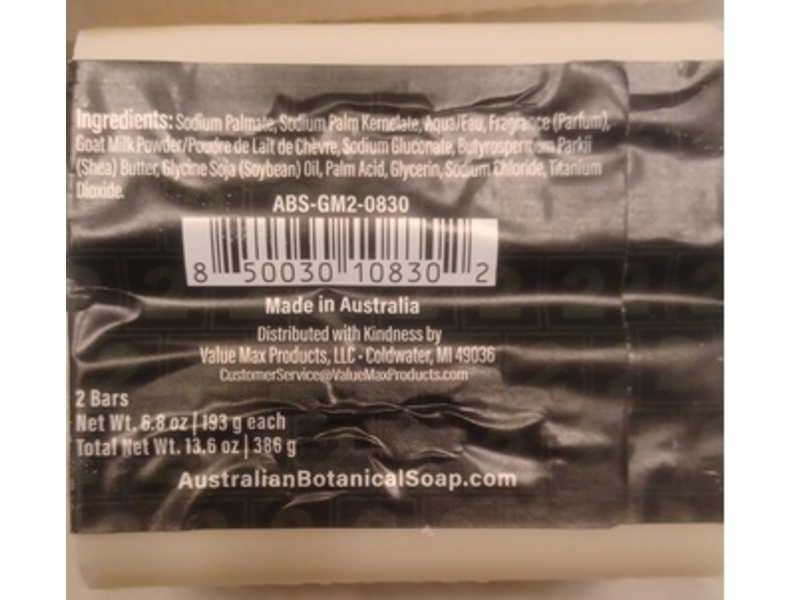 Ingredients: Sodium Palmate, Sodium Palm Kernelate, Aqua/Eau, Fragrance (Parfum),
Goat Milk Powder/Poudre de Lait de Chèvre, Sodium Gluconate, Butyrospermum Parkii
(Shea) Butter, Glycine Soja (Soybean) Oil, Palm Acid, Glycerin, Sodium Chloride, Titanium
Dioxide.
ABS-GM2-0830
8 50030 10830 2
Made in Australia
Distributed with Kindness by
Value Max Products, LLC · Coldwater, MI 49036
CustomerService@ValueMaxProducts.com
2 Bars
Net Wt. 6.8 oz | 193 g each
Total Net Wt. 13.6 oz | 386 g
AustralianBotanicalSoap.com